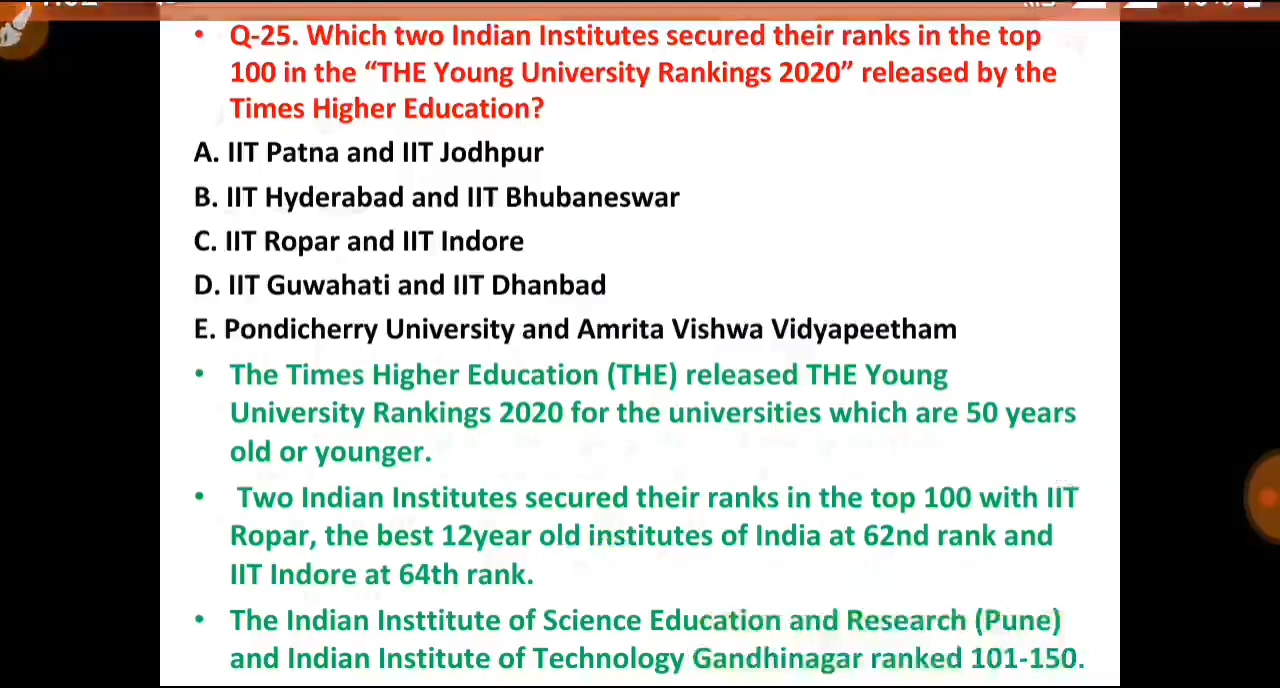 • Q-25. Which two Indian Institutes secured their ranks in the top
100 in the “THE Young University Rankings 2020” released by the
Times Higher Education?
A. IIT Patna and IIT Jodhpur
B. IIT Hyderabad and IIT Bhubaneswar
C. IIT Ropar and IIT Indore
D. IIT Guwahati and IIT Dhanbad
E. Pondicherry University and Amrita Vishwa Vidyapeetham
• The Times Higher Education (THE) released THE Young
University Rankings 2020 for the universities which are 50 years
old or younger.
• Two Indian Institutes secured their ranks in the top 100 with IIT
Ropar, the best 12year old institutes of India at 62nd rank and
IIT Indore at 64th rank.
• The Indian Insttitute of Science Education and Research (Pune)
and Indian Institute of Technology Gandhinagar ranked 101-150.